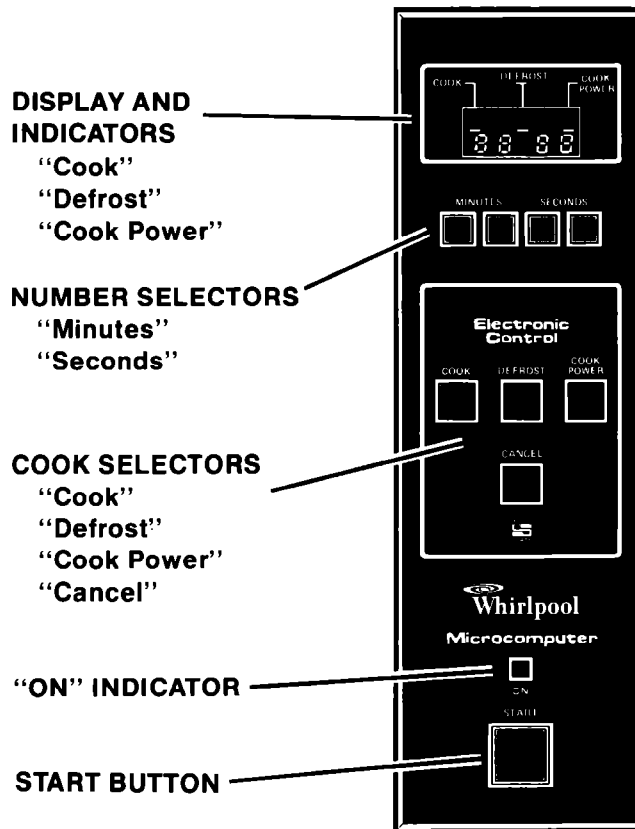 DISPLAY AND
INDICATORS
“Cook”
“Defrost”
“Cook Power”
NUMBER SELECTORS
“Minutes”
“Seconds”
COOK SELECTORS
“Cook”
“Defrost”
“Cook Power”
“Cancel”
“ON” INDICATOR
START BUTTON
COOK
DEFROST
COOK
POWER
88 88
MINUTES SECONDS
Electronic
Control
COOK DEFROST COOK
POWER
CANCEL
Whirlpool
Microcomputer
ON
START